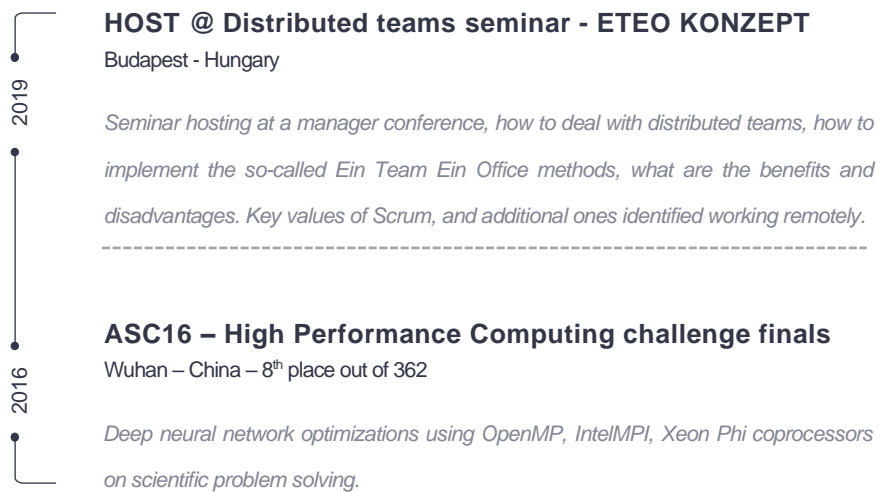 HOST @ Distributed teams seminar - ETEO KONZEPT
Budapest - Hungary
2019
Seminar hosting at a manager conference, how to deal with distributed teams, how to
implement the so-called Ein Team Ein Office methods, what are the benefits and
disadvantages. Key values of Scrum, and additional ones identified working remotely.
ASC16 – High Performance Computing challenge finals
Wuhan – China – 8th place out of 362
2016
Deep neural network optimizations using OpenMP, IntelMPI, Xeon Phi coprocessors
on scientific problem solving.